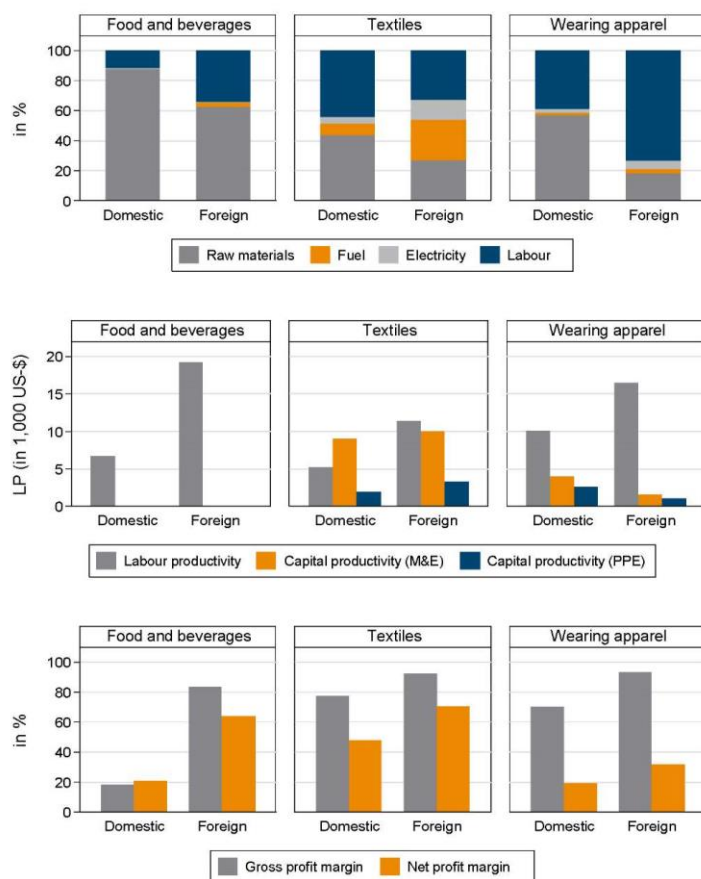 Food and beverages Textiles Wearing apparel
in %
100
80
60
40
20
0
Domestic Foreign Domestic Foreign Domestic Foreign
Raw materials Fuel Electricity Labour
Food and beverages Textiles Wearing apparel
LP (in 1,000 US-$)
20
15
10
5
0
Domestic Foreign Domestic Foreign Domestic Foreign
Labour productivity Capital productivity (M&E) Capital productivity (PPE)
Food and beverages Textiles Wearing apparel
in %
100
80
60
40
20
0
Domestic Foreign Domestic Foreign Domestic Foreign
Gross profit margin Net profit margin